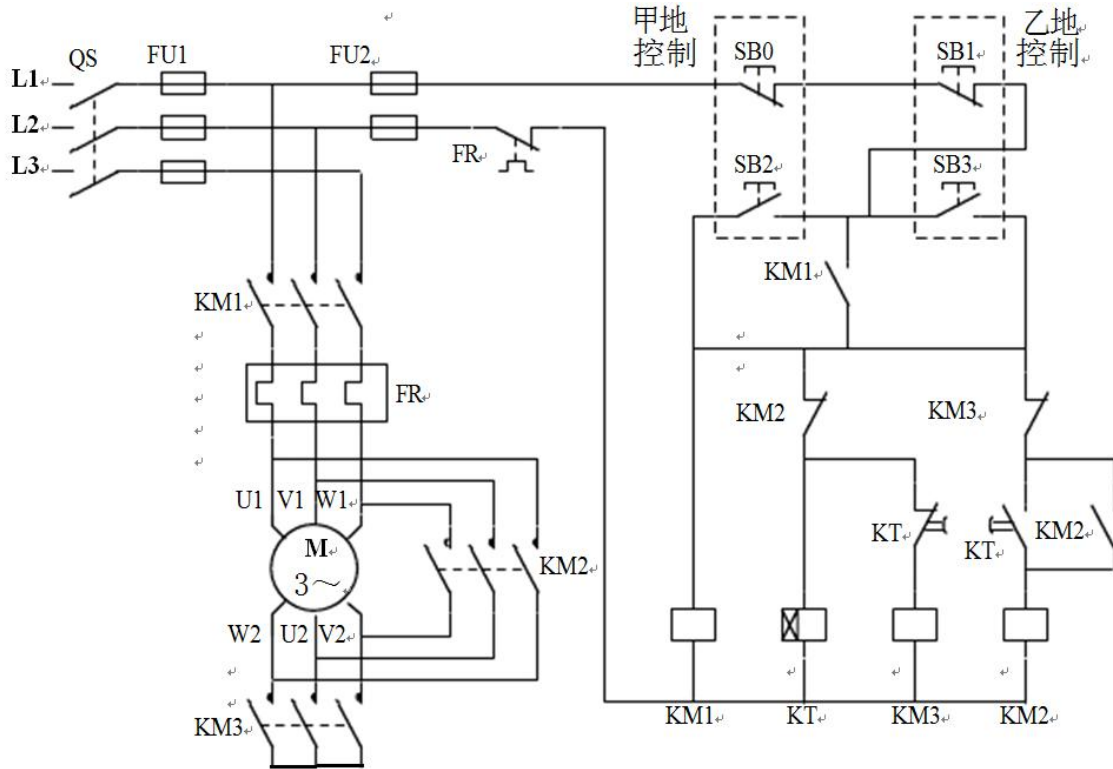 甲地
控制
乙地
控制
QS
FU1
FU2
SB0
SB1
L1
L2
L3
FR
SB2
SB3
KM1
KM1
FR
KM2
KM3
U1 V1 W1
KT
KT
KM2
M
3～
KM2
W2 U2 V2
KM3
KM1
KT
KM3
KM2